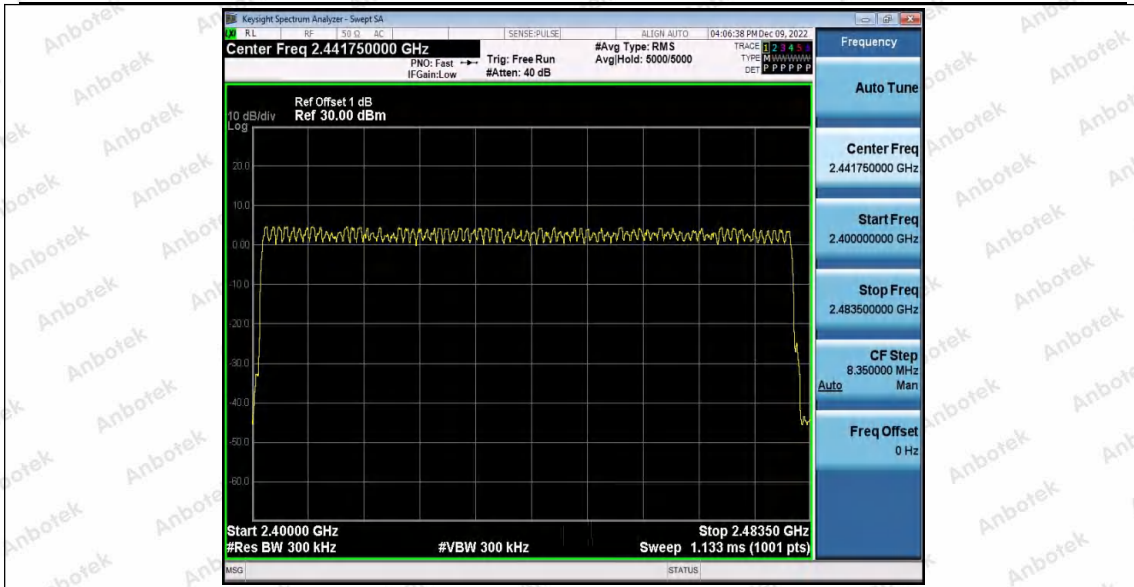 Keysight Spectrum Analyzer - Swept SA
RL RF 50 Ω AC SENSE:PULSE ALIGN AUTO 04:06:38 PM Dec 09, 2022
Center Freq 2.441750000 GHz
PNO: Fast
IFGain:Low
Trig: Free Run
#Atten: 40 dB
#Avg Type: RMS
Avg|Hold: 5000/5000
TRACE 1 2 3 4 5 6
TYPE M WWWWW
DET P P P P P P
Ref Offset 1 dB
10 dB/div Ref 30.00 dBm
Log
20.0
10.0
0.00
-10.0
-20.0
-30.0
-40.0
-50.0
-60.0
Start 2.40000 GHz Stop 2.48350 GHz
#Res BW 300 kHz #VBW 300 kHz Sweep 1.133 ms (1001 pts)
MSG STATUS
Frequency
Auto Tune
Center Freq
2.441750000 GHz
Start Freq
2.400000000 GHz
Stop Freq
2.483500000 GHz
CF Step
8.350000 MHz
Auto Man
Freq Offset
0 Hz
Anbotek